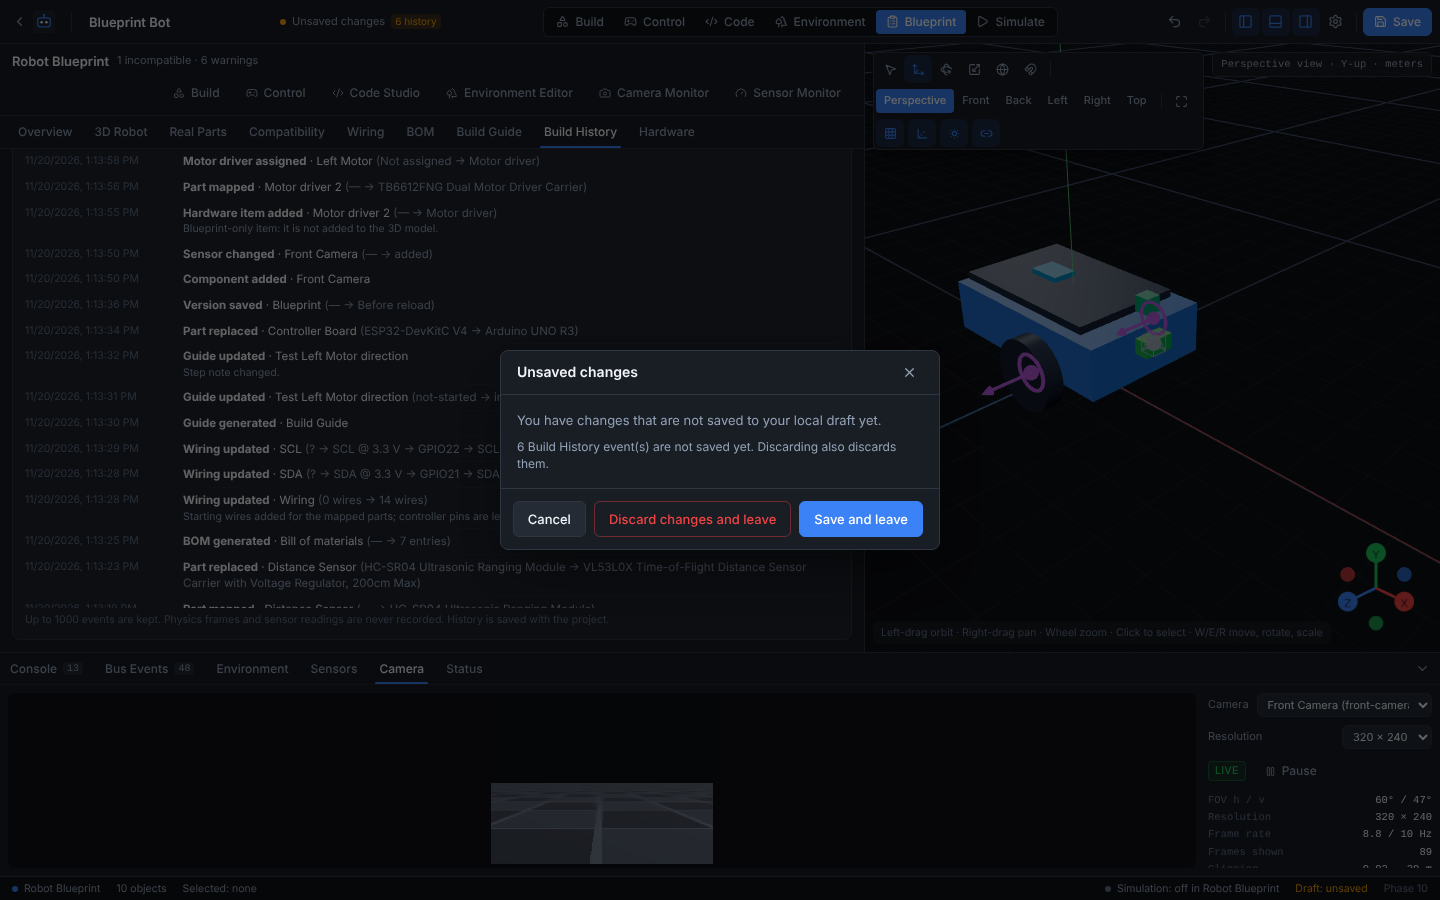 Blueprint Bot
Unsaved changes 6 history
Build Control Code Environment Blueprint Simulate
Save
Robot Blueprint 1 incompatible · 6 warnings
Build Control Code Studio Environment Editor Camera Monitor Sensor Monitor
Overview 3D Robot Real Parts Compatibility Wiring BOM Build Guide Build History Hardware
11/20/2026, 1:13:58 PM Motor driver assigned · Left Motor (Not assigned → Motor driver)
11/20/2026, 1:13:56 PM Part mapped · Motor driver 2 (— → TB6612FNG Dual Motor Driver Carrier)
11/20/2026, 1:13:55 PM Hardware item added · Motor driver 2 (— → Motor driver)
Blueprint-only item: it is not added to the 3D model.
11/20/2026, 1:13:50 PM Sensor changed · Front Camera (— → added)
11/20/2026, 1:13:50 PM Component added · Front Camera
11/20/2026, 1:13:36 PM Version saved · Blueprint (— → Before reload)
11/20/2026, 1:13:34 PM Part replaced · Controller Board (ESP32-DevKitC V4 → Arduino UNO R3)
11/20/2026, 1:13:32 PM Guide updated · Test Left Motor direction
Step note changed.
11/20/2026, 1:13:31 PM Guide updated · Test Left Motor direction (not-started →
11/20/2026, 1:13:30 PM Guide generated · Build Guide
11/20/2026, 1:13:29 PM Wiring updated · SCL (? → SCL @ 3.3 V → GPIO22 → SCL
11/20/2026, 1:13:28 PM Wiring updated · SDA (? → SDA @ 3.3 V → GPIO21 → SDA
11/20/2026, 1:13:28 PM Wiring updated · Wiring (0 wires → 14 wires)
Starting wires added for the mapped parts; controller pins are
11/20/2026, 1:13:25 PM BOM generated · Bill of materials (— → 7 entries)
11/20/2026, 1:13:23 PM Part replaced · Distance Sensor (HC-SR04 Ultrasonic Ranging Module → VL53L0X Time-of-Flight Distance Sensor
Carrier with Voltage Regulator, 200cm Max)
11/20/2026, 1:13:19 PM Part mapped · Distance Sensor (— → HC-SR04 Ultrasonic Ranging Module)
Up to 1000 events are kept. Physics frames and sensor readings are never recorded. History is saved with the project.
Perspective view · Y-up · meters
Perspective Front Back Left Right Top
Y
Z X
Left-drag orbit · Right-drag pan · Wheel zoom · Click to select · W/E/R move, rotate, scale
Unsaved changes
You have changes that are not saved to your local draft yet.
6 Build History event(s) are not saved yet. Discarding also discards
them.
Cancel Discard changes and leave Save and leave
Console 13 Bus Events 48 Environment Sensors Camera Status
Camera Front Camera (front-camera
Resolution 320 × 240
LIVE Pause
FOV h / v 60° / 47°
Resolution 320 × 240
Frame rate 8.8 / 10 Hz
Frames shown 89
Robot Blueprint 10 objects Selected: none
Simulation: off in Robot Blueprint Draft: unsaved Phase 10